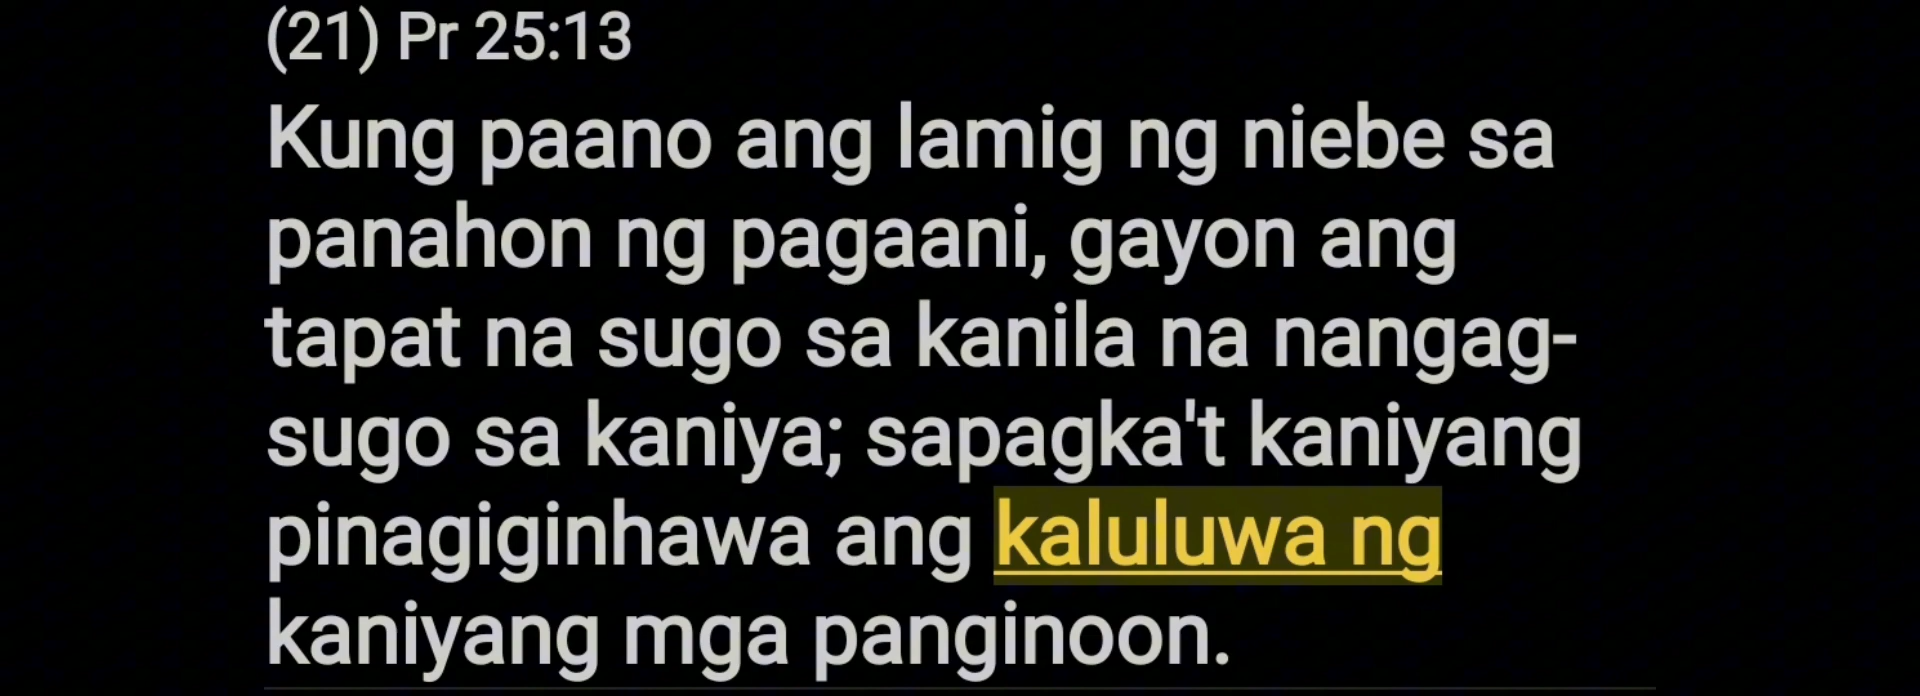 (21) Pr 25:13
Kung paano ang lamig ng niebe sa
panahon ng pagaani, gayon ang
tapat na sugo sa kanila na nangag-
sugo sa kaniya; sapagka't kaniyang
pinagiginhawa ang kaluluwa ng
kaniyang mga panginoon.